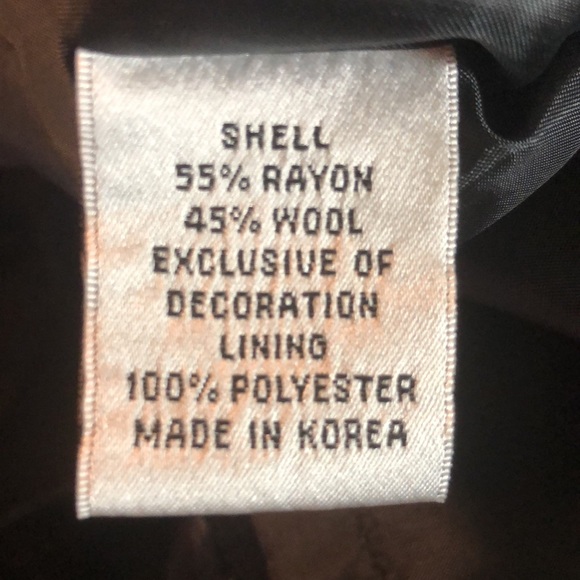 SHELL
55% RAYON
45% WOOL
EXCLUSIVE OF
DECORATION
LINING
100% POLYESTER
MADE IN KOREA